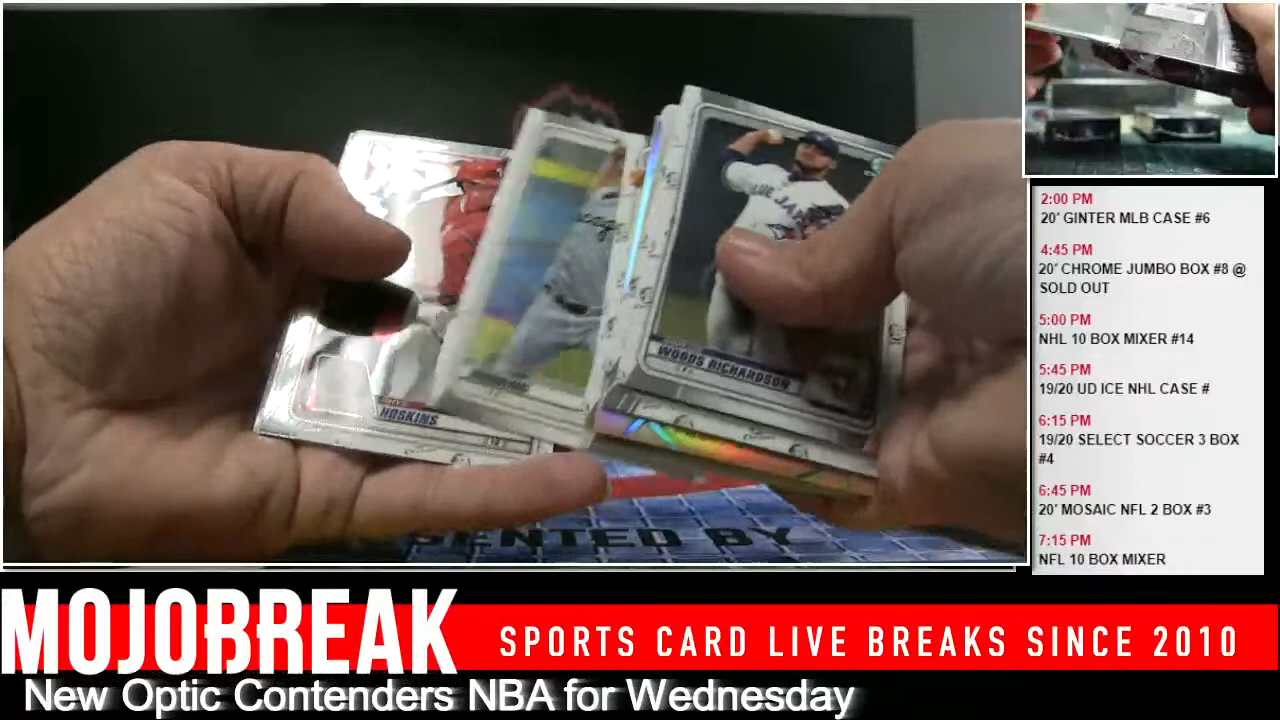 BLUE JAYS
WOODS RICHARDSON
HOSKINS
ENTED BY
2:00 PM
20' GINTER MLB CASE #6
4:45 PM
20' CHROME JUMBO BOX #8 @
SOLD OUT
5:00 PM
NHL 10 BOX MIXER #14
5:45 PM
19/20 UD ICE NHL CASE #
6:15 PM
19/20 SELECT SOCCER 3 BOX
#4
6:45 PM
20' MOSAIC NFL 2 BOX #3
7:15 PM
NFL 10 BOX MIXER
MOJOBREAK
SPORTS CARD LIVE BREAKS SINCE 2010
New Optic Contenders NBA for Wednesday